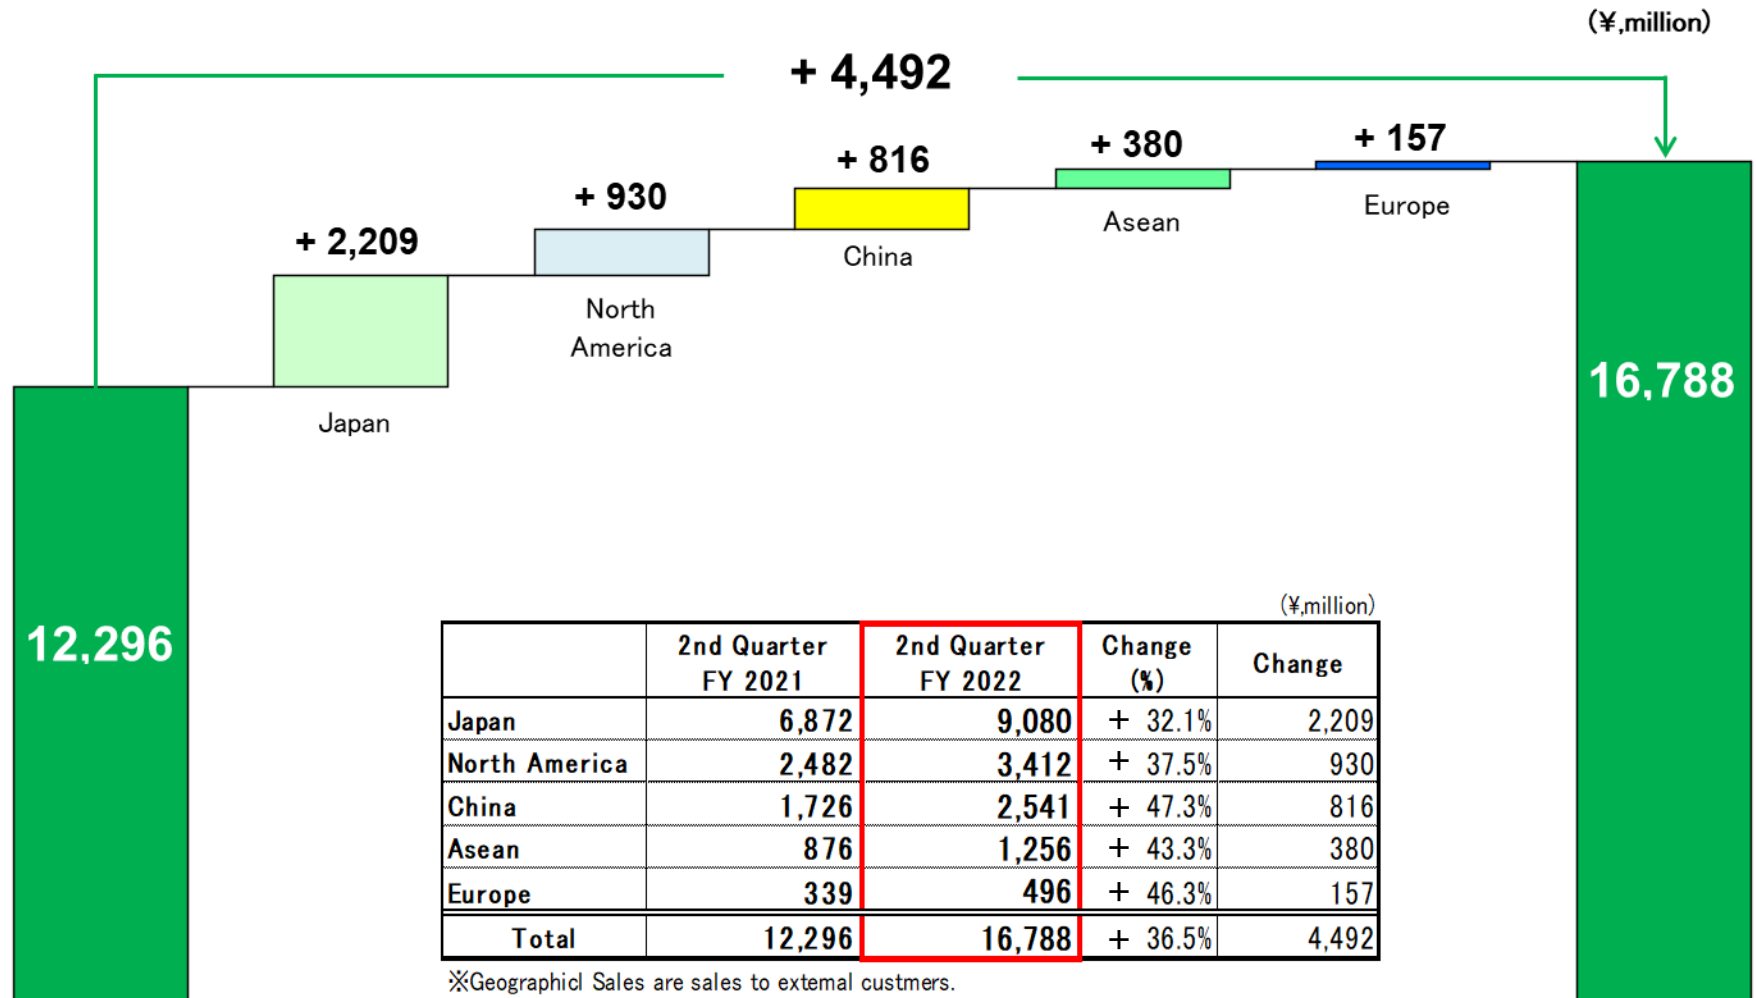 (¥,million)
+ 4,492
+ 157
+ 380
+ 816
+ 930
+ 2,209
Europe
Asean
China
North
America
Japan
16,788
12,296
(¥,million)
2nd Quarter FY 2021 2nd Quarter FY 2022 Change (%) Change
Japan 6,872 9,080 + 32.1% 2,209
North America 2,482 3,412 + 37.5% 930
China 1,726 2,541 + 47.3% 816
Asean 876 1,256 + 43.3% 380
Europe 339 496 + 46.3% 157
Total 12,296 16,788 + 36.5% 4,492
※Geographicl Sales are sales to external custmers.